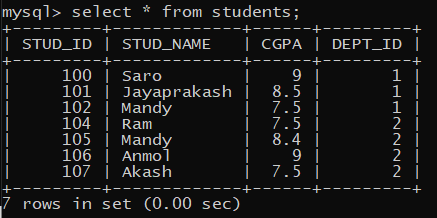 mysql> select * from students;
+---------+-------------+------+---------+
| STUD_ID | STUD_NAME   | CGPA | DEPT_ID |
+---------+-------------+------+---------+
|     100 | Saro        |    9 |       1 |
|     101 | Jayaprakash |  8.5 |       1 |
|     102 | Mandy       |  7.5 |       1 |
|     104 | Ram         |  7.5 |       2 |
|     105 | Mandy       |  8.4 |       2 |
|     106 | Anmol       |    9 |       2 |
|     107 | Akash       |  7.5 |       2 |
+---------+-------------+------+---------+
7 rows in set (0.00 sec)